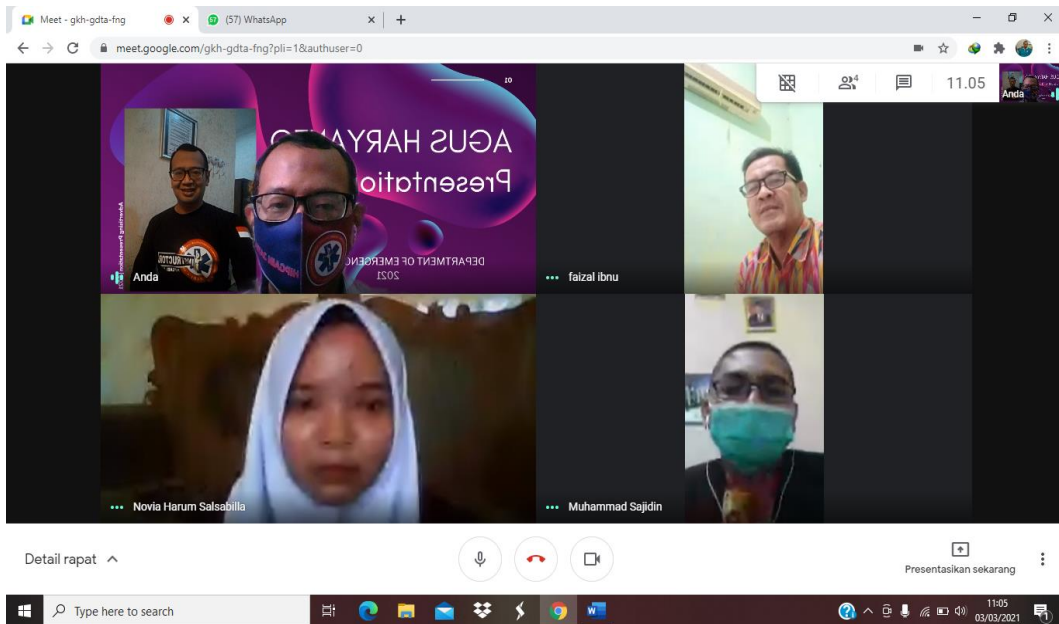 Meet - gkh-gdta-fng
(57) WhatsApp
meet.google.com/gkh-gdta-fng?pli=1&authuser=0
01
4
11.05
Anda
AGUS HARYANTO
Presentatio
DEPARTMENT OF EMERGENC
2021
Anda
faizal ibnu
Novia Harum Salsabilla
Muhammad Sajidin
Detail rapat
Presentasikan sekarang
Type here to search
11:05
03/03/2021